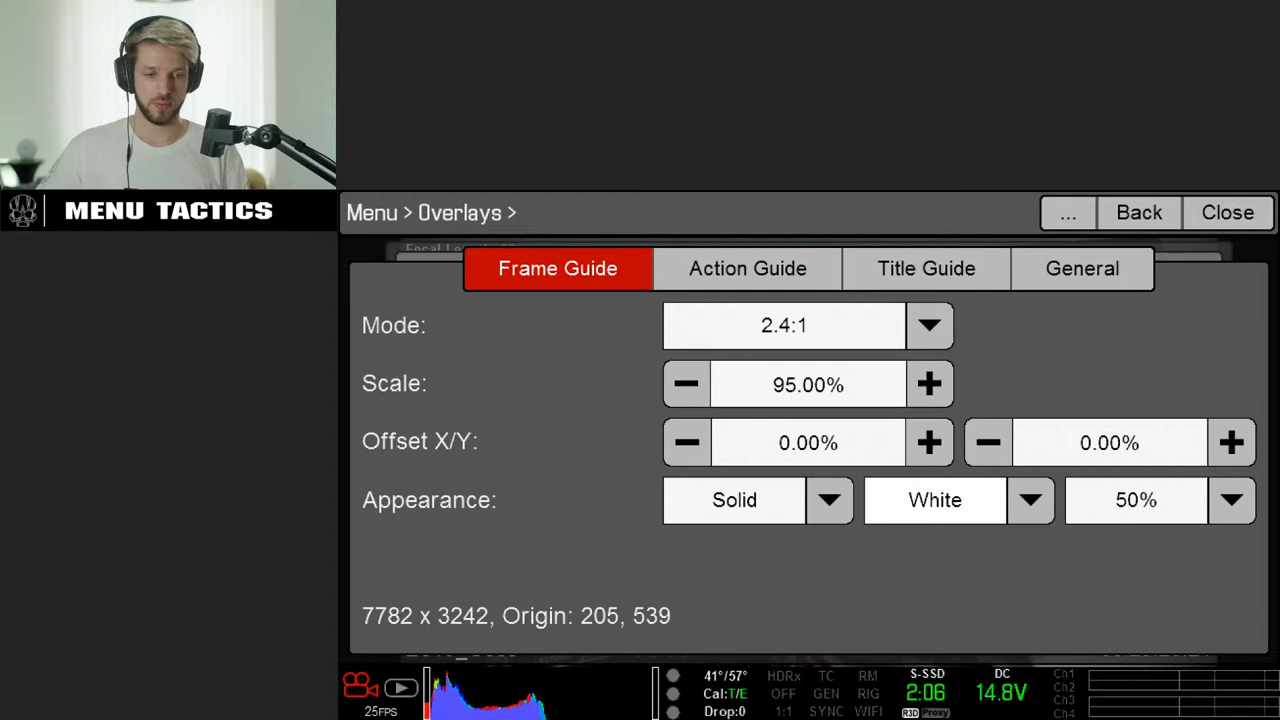 MENU TACTICS
Menu > Overlays >
... Back Close
Frame Guide Action Guide Title Guide General
Mode: 2.4:1
Scale: 95.00%
Offset X/Y: 0.00% 0.00%
Appearance: Solid White 50%
7782 x 3242, Origin: 205, 539
41°/57° HDRx TC RM S-SSD DC Ch1
Cal:T/E OFF GEN RIG 2:06 14.8V Ch2
Ch3
25FPS Drop:0 1:1 SYNC WIFI R3D Proxy Ch4